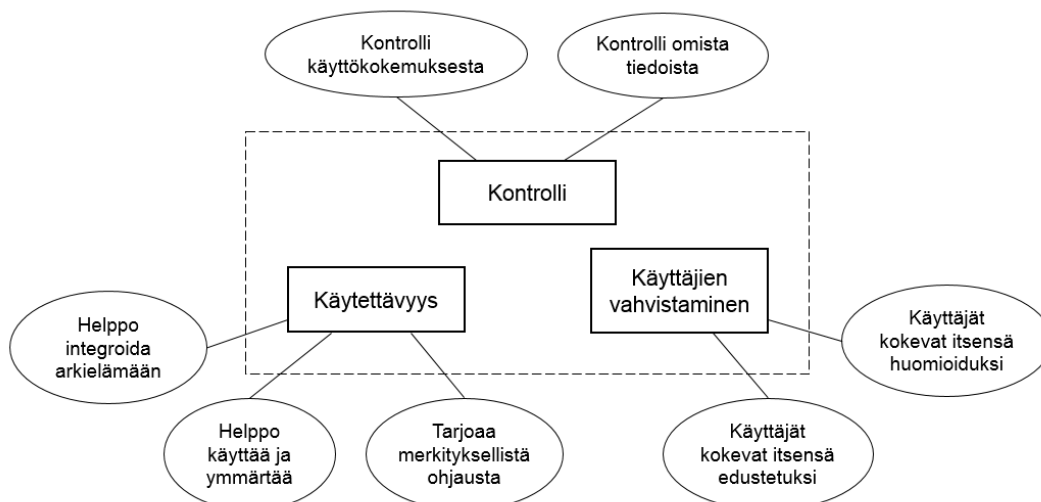 Kontrolli
käyttökokemuksesta
Kontrolli omista
tiedoista
Kontrolli
Käytettävyys
Käyttäjien
vahvistaminen
Helppo
integroida
arkielämään
Käyttäjät
kokevat itsensä
huomioiduksi
Helppo
käyttää ja
ymmärtää
Tarjoaa
merkityksellistä
ohjausta
Käyttäjät
kokevat itsensä
edustetuksi